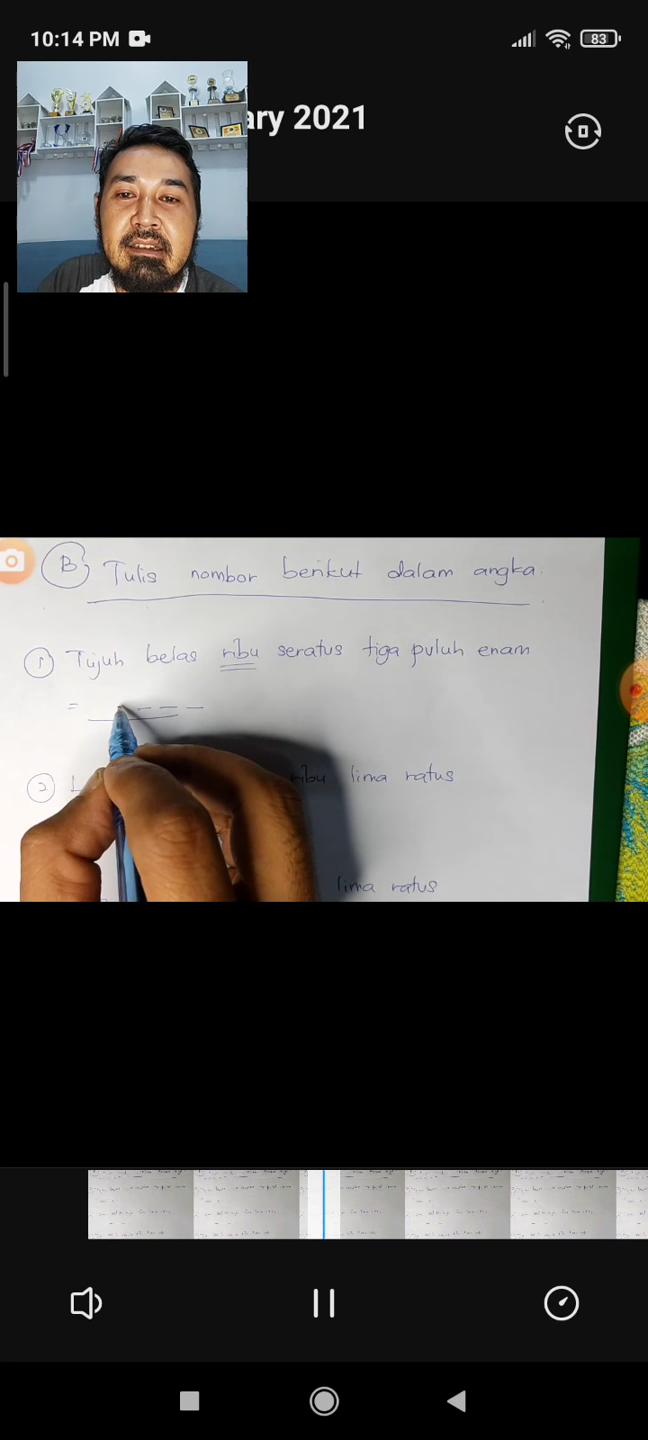 10:14 PM
83
ary 2021
B Tulis nombor berikut dalam angka.
1 Tujuh belas ribu seratus tiga puluh enam
=
2 ribu lima ratus
lima ratus